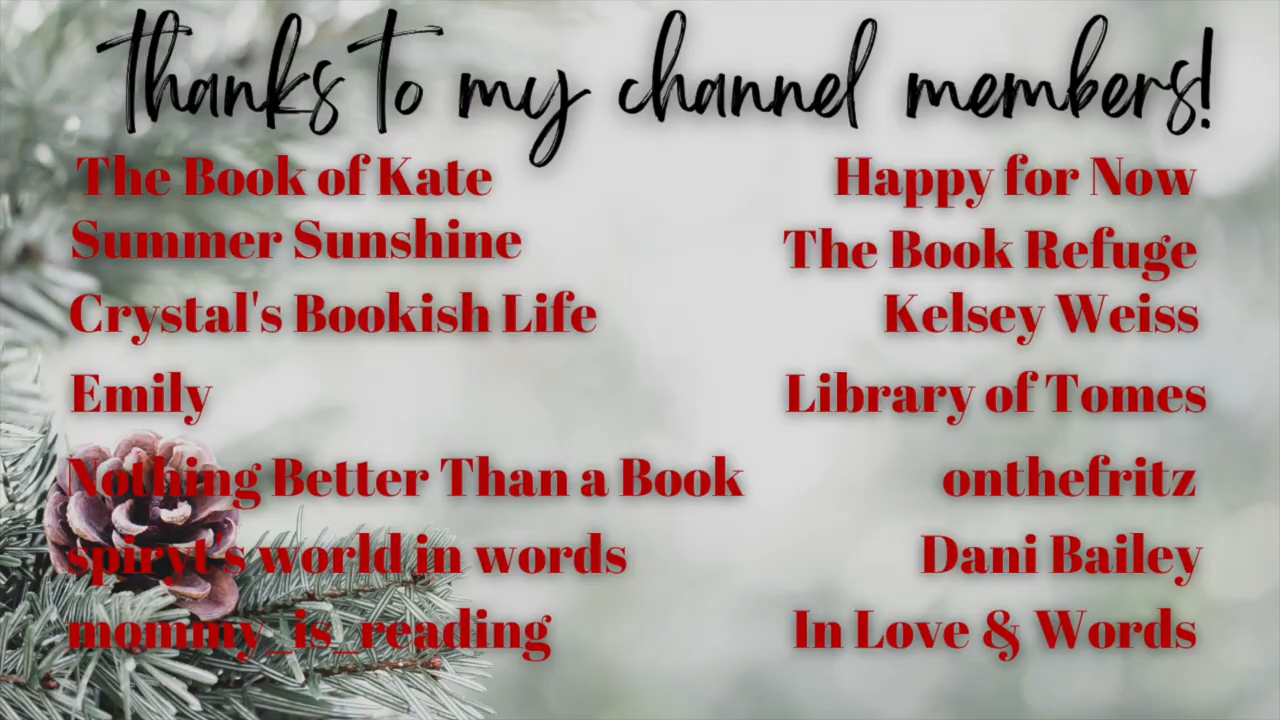 thanks to my channel members!
The Book of Kate
Happy for Now
Summer Sunshine
The Book Refuge
Crystal's Bookish Life
Kelsey Weiss
Emily
Library of Tomes
Nothing Better Than a Book
onthefritz
spiryt's world in words
Dani Bailey
mommy_is_reading
In Love & Words